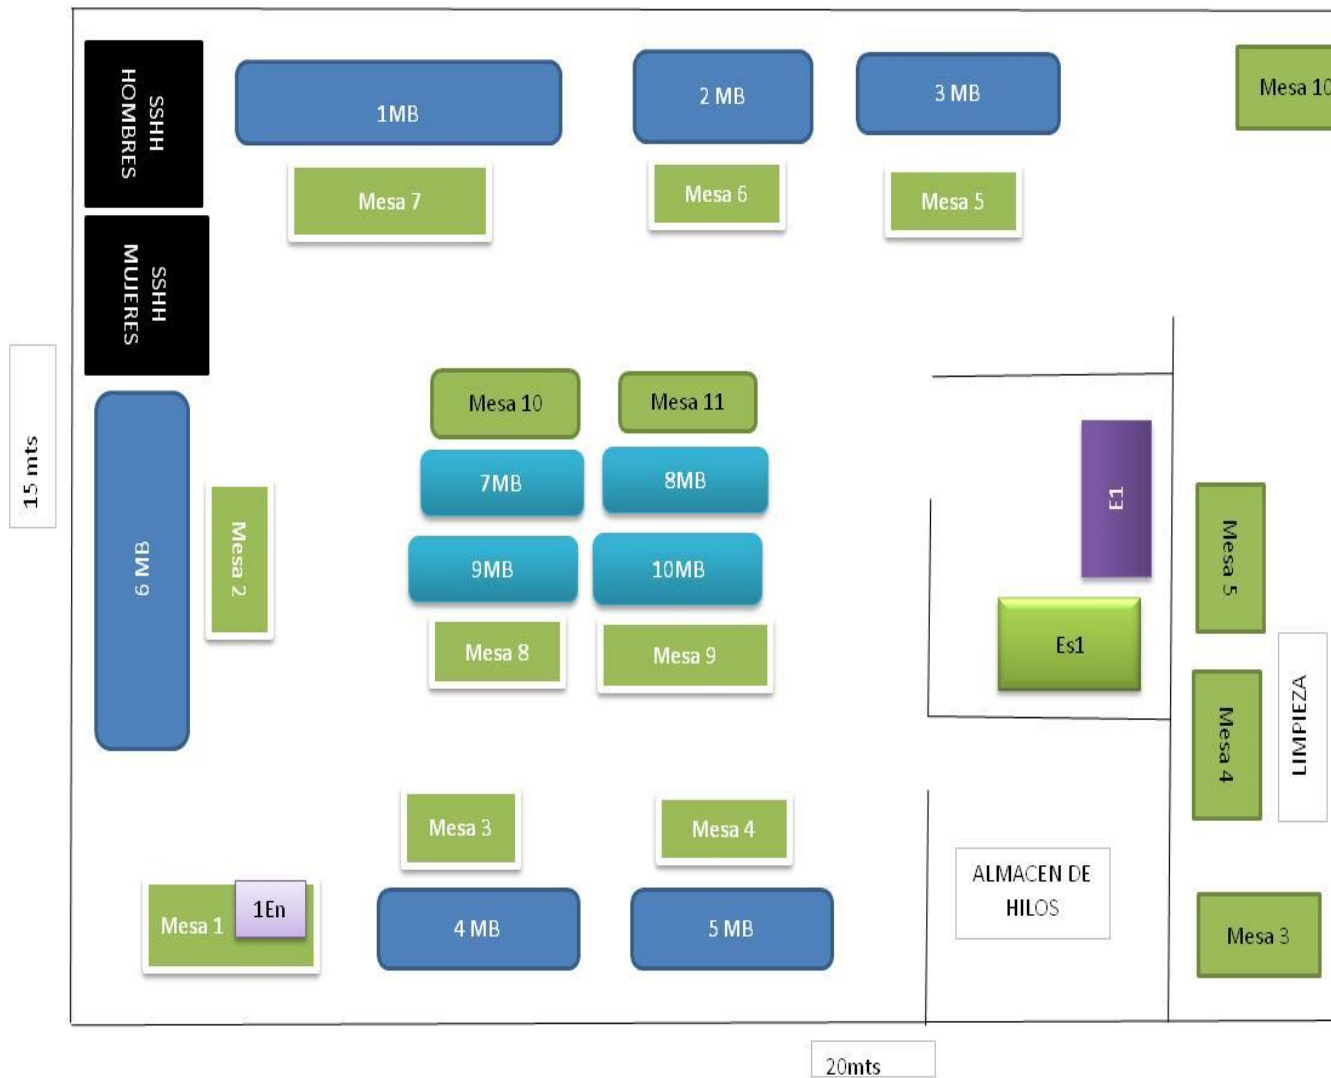 SSHH
HOMBRES
1MB
2 MB
3 MB
Mesa 10
Mesa 7
Mesa 6
Mesa 5
SSHH
MUJERES
15 mts
6 MB
Mesa 2
Mesa 10
Mesa 11
7MB
8MB
9MB
10MB
Mesa 8
Mesa 9
E1
Es1
Mesa 5
Mesa 4
LIMPIEZA
Mesa 3
Mesa 4
Mesa 1
1En
4 MB
5 MB
ALMACEN DE
HILOS
Mesa 3
20mts